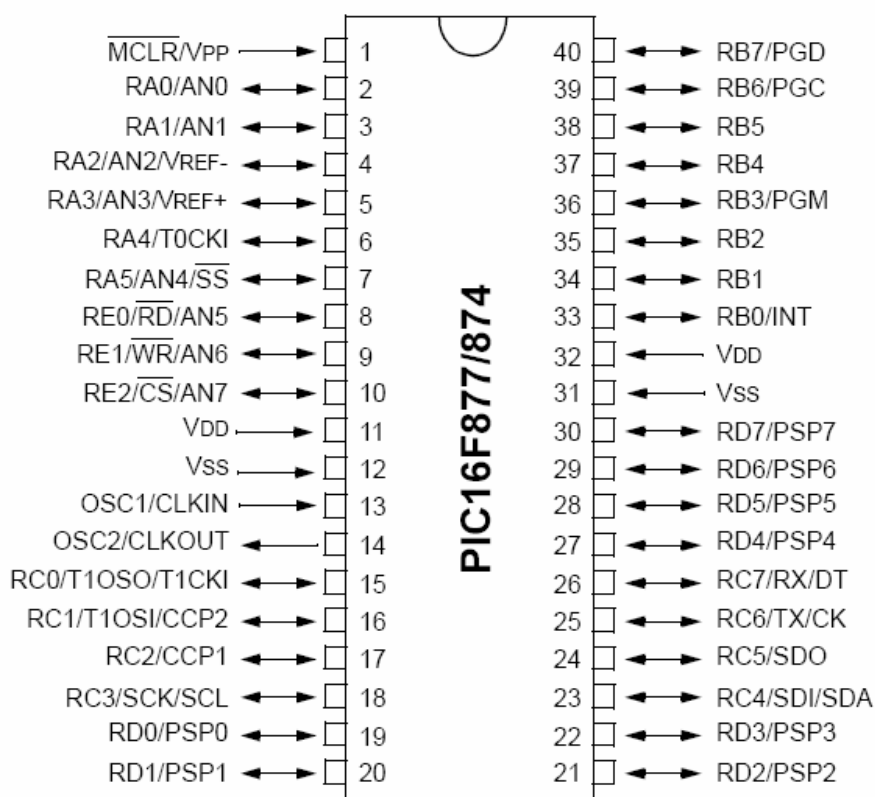 MCLR/VPP 1 40 RB7/PGD
RA0/AN0 2 39 RB6/PGC
RA1/AN1 3 38 RB5
RA2/AN2/VREF- 4 37 RB4
RA3/AN3/VREF+ 5 36 RB3/PGM
RA4/T0CKI 6 35 RB2
RA5/AN4/SS 7 34 RB1
RE0/RD/AN5 8 33 RB0/INT
RE1/WR/AN6 9 32 VDD
RE2/CS/AN7 10 31 VSS
VDD 11 30 RD7/PSP7
VSS 12 29 RD6/PSP6
OSC1/CLKIN 13 28 RD5/PSP5
OSC2/CLKOUT 14 27 RD4/PSP4
RC0/T1OSO/T1CKI 15 26 RC7/RX/DT
RC1/T1OSI/CCP2 16 25 RC6/TX/CK
RC2/CCP1 17 24 RC5/SDO
RC3/SCK/SCL 18 23 RC4/SDI/SDA
RD0/PSP0 19 22 RD3/PSP3
RD1/PSP1 20 21 RD2/PSP2
PIC16F877/874